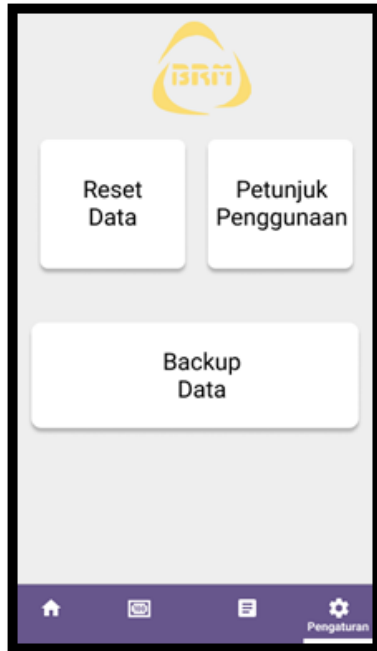 BRM
Reset
Data
Petunjuk
Penggunaan
Backup
Data
Pengaturan